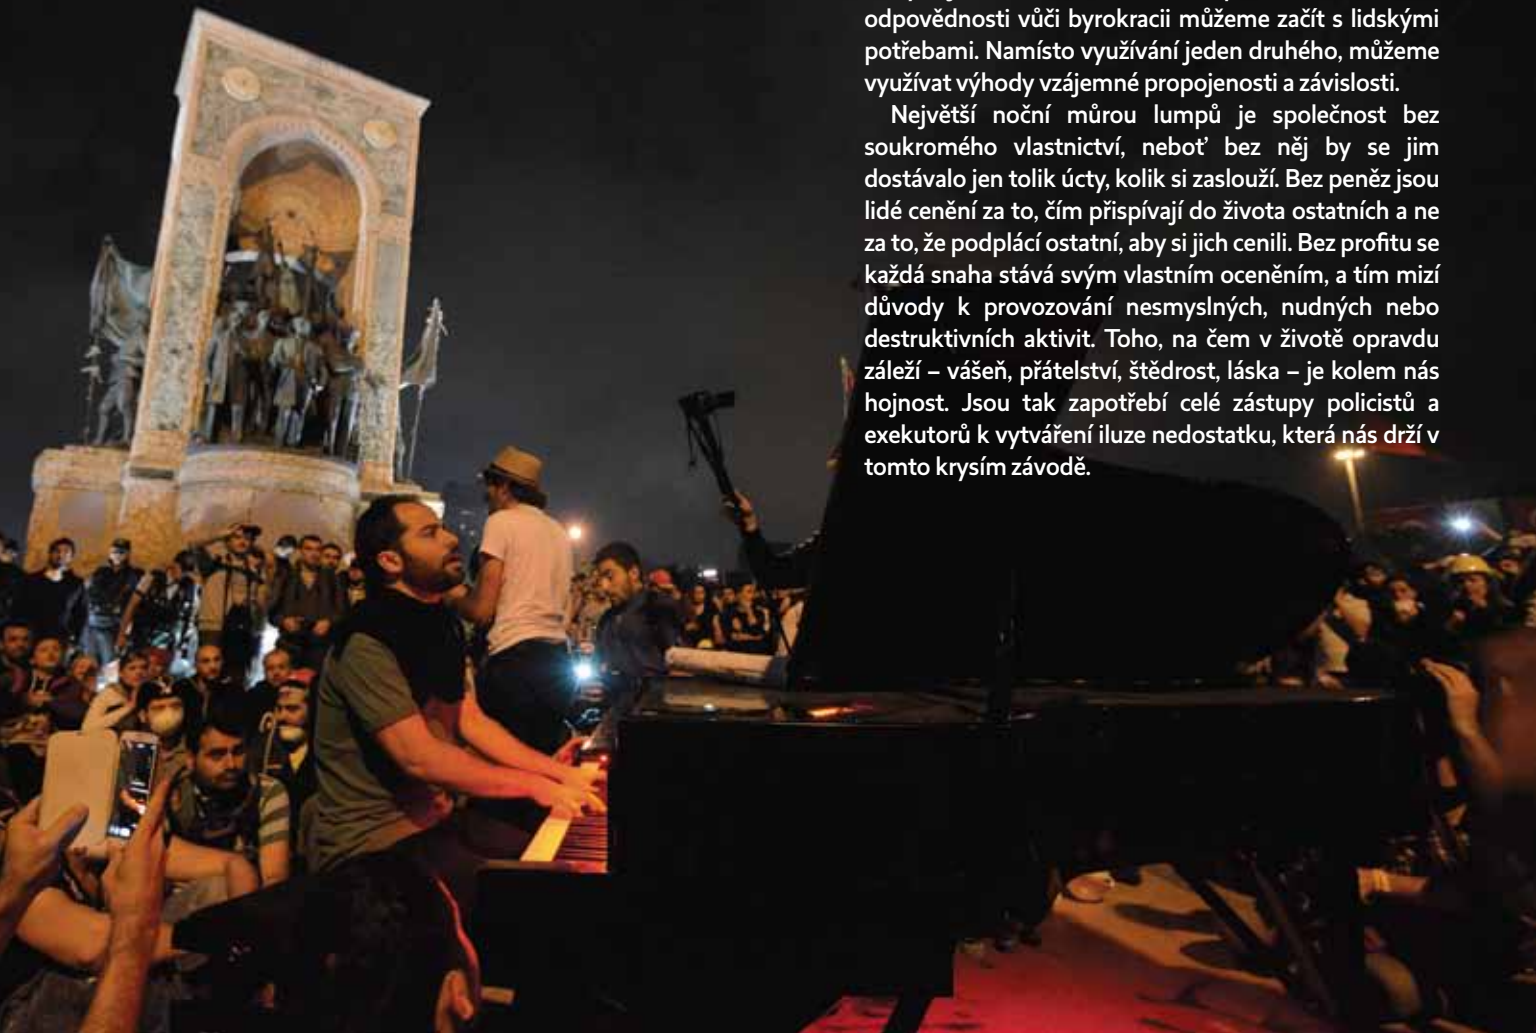 odpovědnosti vůči byrokracii můžeme začít s lidskými
potřebami. Namísto využívání jeden druhého, můžeme
využívat výhody vzájemné propojenosti a závislosti.
Největší noční můrou lumpů je společnost bez
soukromého vlastnictví, neboť bez něj by se jim
dostávalo jen tolik úcty, kolik si zaslouží. Bez peněz jsou
lidé cenění za to, čím přispívají do života ostatních a ne
za to, že podplácí ostatní, aby si jich cenili. Bez profitu se
každá snaha stává svým vlastním oceněním, a tím mizí
důvody k provozování nesmyslných, nudných nebo
destruktivních aktivit. Toho, na čem v životě opravdu
záleží – vášeň, přátelství, štědrost, láska – je kolem nás
hojnost. Jsou tak zapotřebí celé zástupy policistů a
exekutorů k vytváření iluze nedostatku, která nás drží v
tomto krysím závodě.